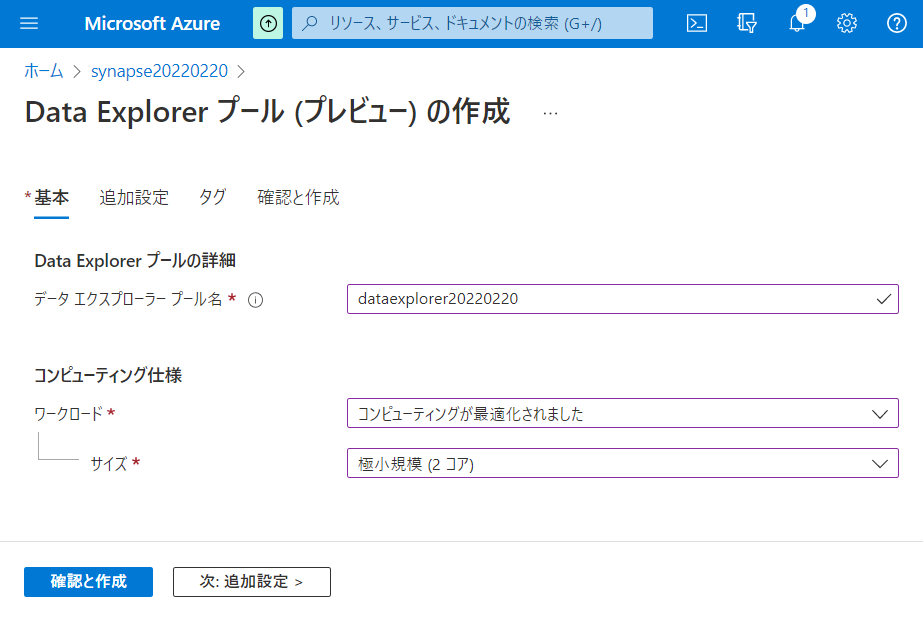 Microsoft Azure
リソース、サービス、ドキュメントの検索 (G+/)
1
ホーム > synapse20220220 >
Data Explorer プール (プレビュー) の作成 ...
* 基本 追加設定 タグ 確認と作成
Data Explorer プールの詳細
データ エクスプローラー プール名 *
dataexplorer20220220
コンピューティング仕様
ワークロード *
コンピューティングが最適化されました
サイズ *
極小規模 (2 コア)
確認と作成
次: 追加設定 >